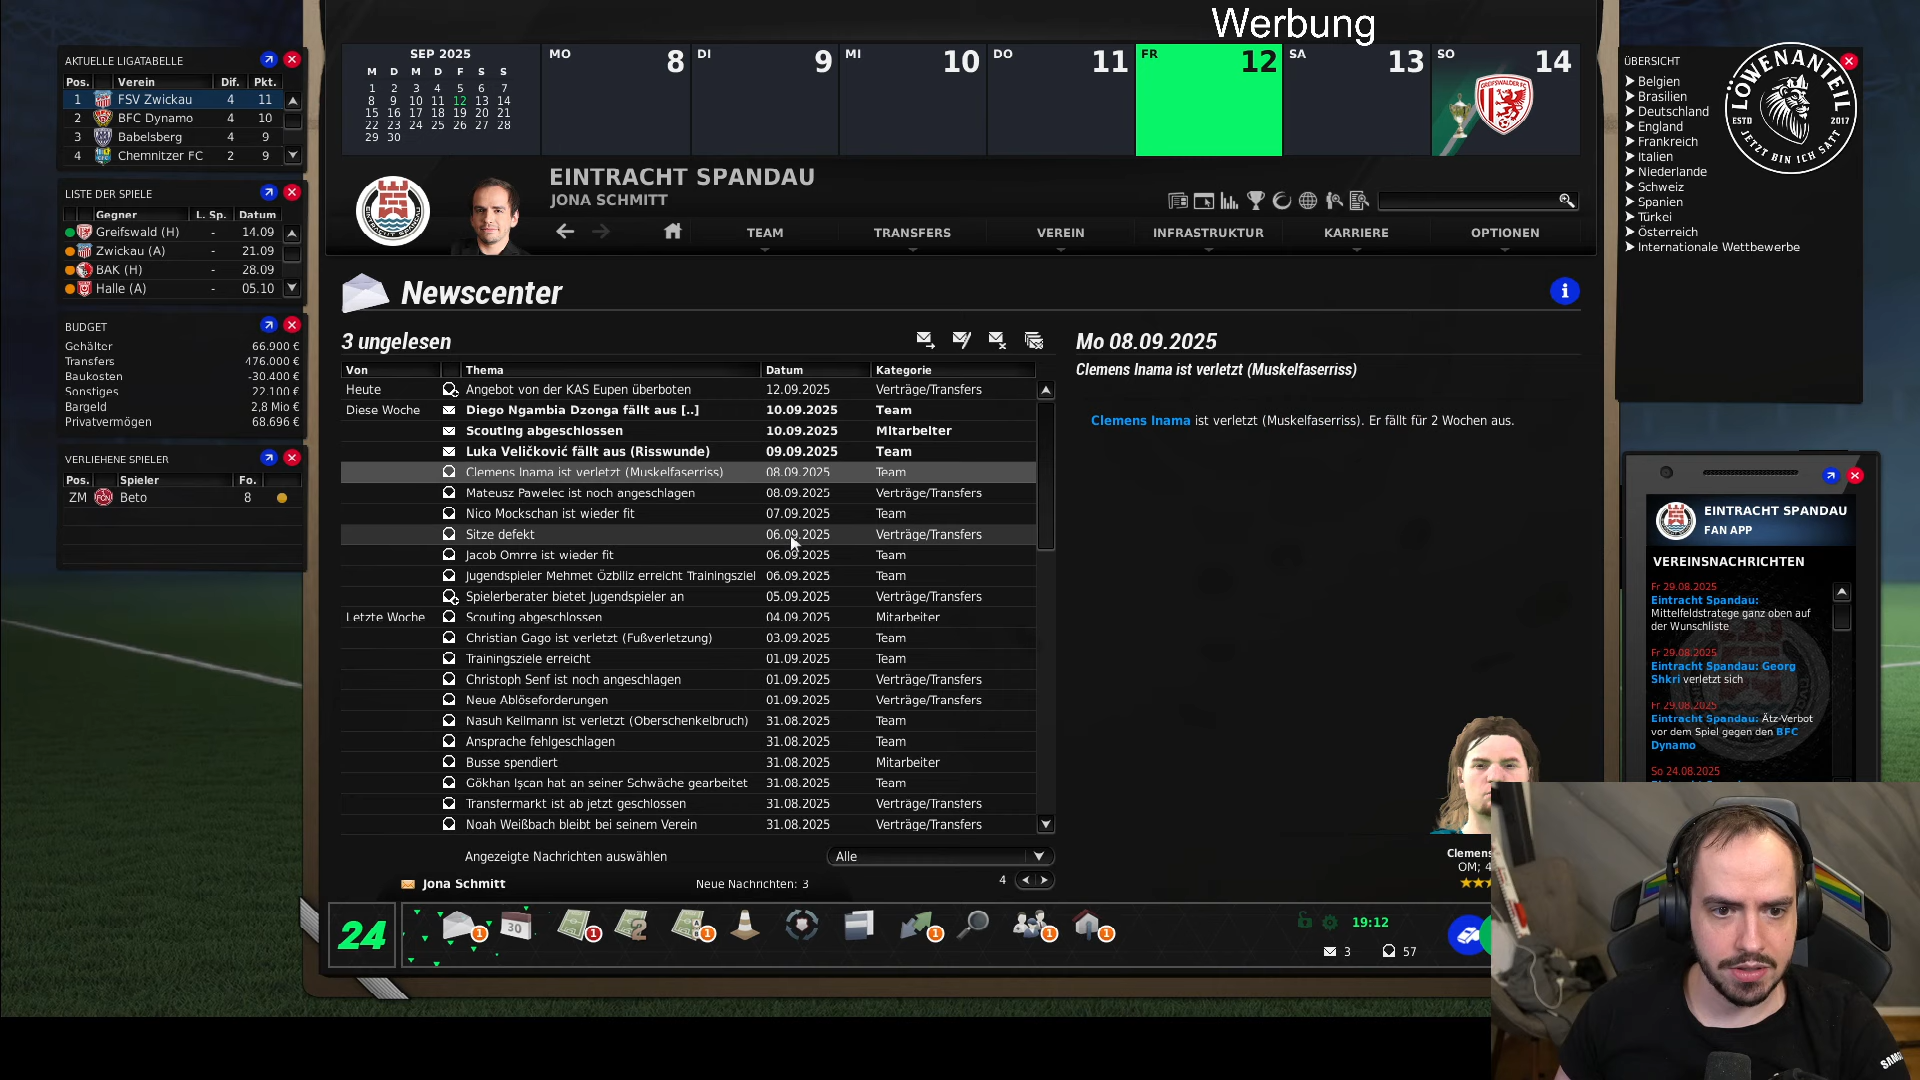 Werbung
AKTUELLE LIGATABELLE
Pos. Verein Dif. Pkt.
1 FSV Zwickau 4 11
2 BFC Dynamo 4 10
3 Babelsberg 4 9
4 Chemnitzer FC 2 9
LISTE DER SPIELE
Gegner L. Sp. Datum
Greifswald (H) - 14.09
Zwickau (A) - 21.09
BAK (H) - 28.09
Halle (A) - 05.10
BUDGET
Gehälter 66.900 €
Transfers 476.000 €
Baukosten -30.400 €
Sonstiges 22.100 €
Bargeld 2,8 Mio €
Privatvermögen 68.696 €
VERLIEHENE SPIELER
Pos. Spieler Fo.
ZM Beto 8
SEP 2025
M D M D F S S
1 2 3 4 5 6 7
8 9 10 11 12 13 14
15 16 17 18 19 20 21
22 23 24 25 26 27 28
29 30
MO 8 DI 9 MI 10 DO 11 FR 12 SA 13 SO 14
EINTRACHT SPANDAU
JONA SCHMITT
TEAM TRANSFERS VEREIN INFRASTRUKTUR KARRIERE OPTIONEN
Newscenter
3 ungelesen
Von Thema Datum Kategorie
Heute Angebot von der KAS Eupen überboten 12.09.2025 Verträge/Transfers
Diese Woche Diego Ngambia Dzonga fällt aus [..] 10.09.2025 Team
Scouting abgeschlossen 10.09.2025 Mitarbeiter
Luka Veličković fällt aus (Risswunde) 09.09.2025 Team
Clemens Inama ist verletzt (Muskelfaserriss) 08.09.2025 Team
Mateusz Pawelec ist noch angeschlagen 08.09.2025 Verträge/Transfers
Nico Mockschan ist wieder fit 07.09.2025 Team
Sitze defekt 06.09.2025 Verträge/Transfers
Jacob Omrre ist wieder fit 06.09.2025 Team
Jugendspieler Mehmet Özbiliz erreicht Trainingsziel 06.09.2025 Team
Spielerberater bietet Jugendspieler an 05.09.2025 Verträge/Transfers
Letzte Woche Scouting abgeschlossen 04.09.2025 Mitarbeiter
Christian Gago ist verletzt (Fußverletzung) 03.09.2025 Team
Trainingsziele erreicht 01.09.2025 Team
Christoph Senf ist noch angeschlagen 01.09.2025 Verträge/Transfers
Neue Ablöseforderungen 01.09.2025 Verträge/Transfers
Nasuh Keilmann ist verletzt (Oberschenkelbruch) 31.08.2025 Team
Ansprache fehlgeschlagen 31.08.2025 Team
Busse spendiert 31.08.2025 Mitarbeiter
Gökhan Işcan hat an seiner Schwäche gearbeitet 31.08.2025 Team
Transfermarkt ist ab jetzt geschlossen 31.08.2025 Verträge/Transfers
Noah Weißbach bleibt bei seinem Verein 31.08.2025 Verträge/Transfers
Angezeigte Nachrichten auswählen Alle
Jona Schmitt Neue Nachrichten: 3 4
Mo 08.09.2025
Clemens Inama ist verletzt (Muskelfaserriss)
Clemens Inama ist verletzt (Muskelfaserriss). Er fällt für 2 Wochen aus.
Clemens
OM; 4
24
1 30 1 2 1 1 1 1
19:12
3 57
ÜBERSICHT
Belgien
Brasilien
Deutschland
England
Frankreich
Italien
Niederlande
Schweiz
Spanien
Türkei
Österreich
Internationale Wettbewerbe
LÖWENANTEIL
ESTD 2017
JETZT BIN ICH SATT
EINTRACHT SPANDAU
FAN APP
VEREINSNACHRICHTEN
Fr 29.08.2025
Eintracht Spandau:
Mittelfeldstratege ganz oben auf
der Wunschliste
Fr 29.08.2025
Eintracht Spandau: Georg
Shkri verletzt sich
Fr 29.08.2025
Eintracht Spandau: Ätz-Verbot
vor dem Spiel gegen den BFC
Dynamo
So 24.08.2025